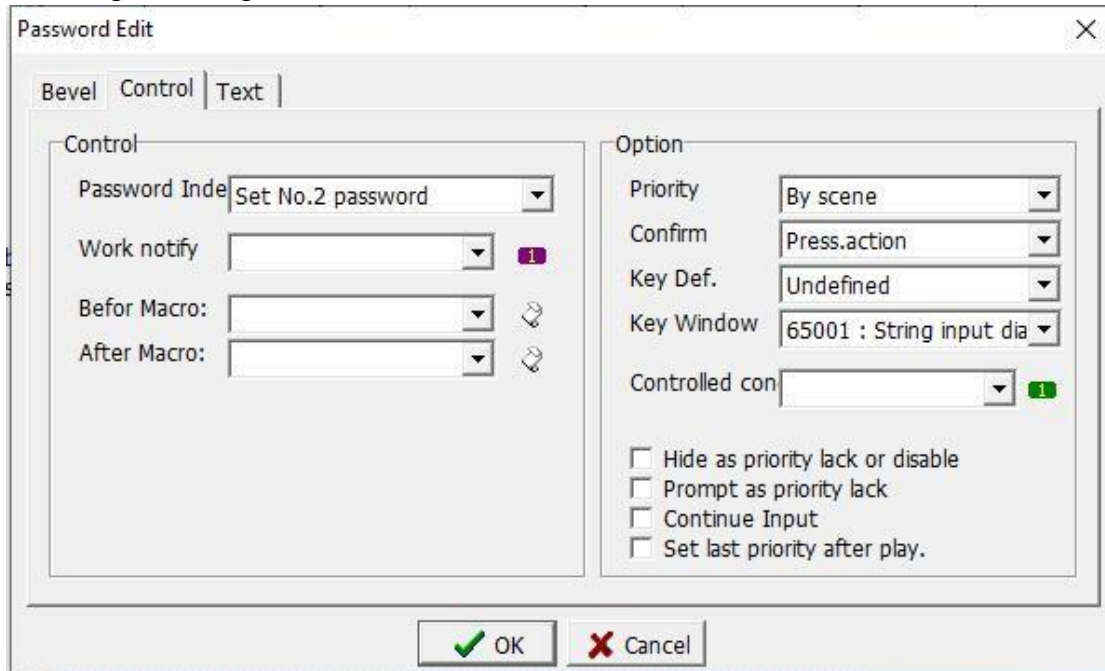 Password Edit
Bevel
Control
Text
Control
Password Inde
Set No.2 password
Work notify
1
Befor Macro:
After Macro:
Option
Priority
By scene
Confirm
Press.action
Key Def.
Undefined
Key Window
65001 : String input dia
Controlled con
1
Hide as priority lack or disable
Prompt as priority lack
Continue Input
Set last priority after play.
OK
Cancel